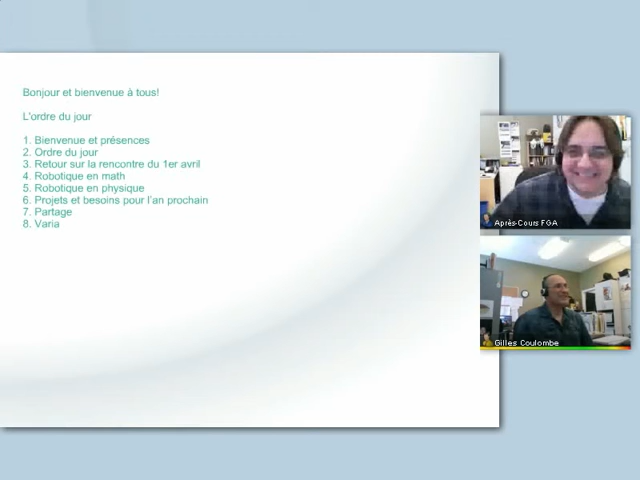 Bonjour et bienvenue à tous!
L'ordre du jour
1. Bienvenue et présences
2. Ordre du jour
3. Retour sur la rencontre du 1er avril
4. Robotique en math
5. Robotique en physique
6. Projets et besoins pour l'an prochain
7. Partage
8. Varia
Après-Cours FGA
Gilles Coulombe